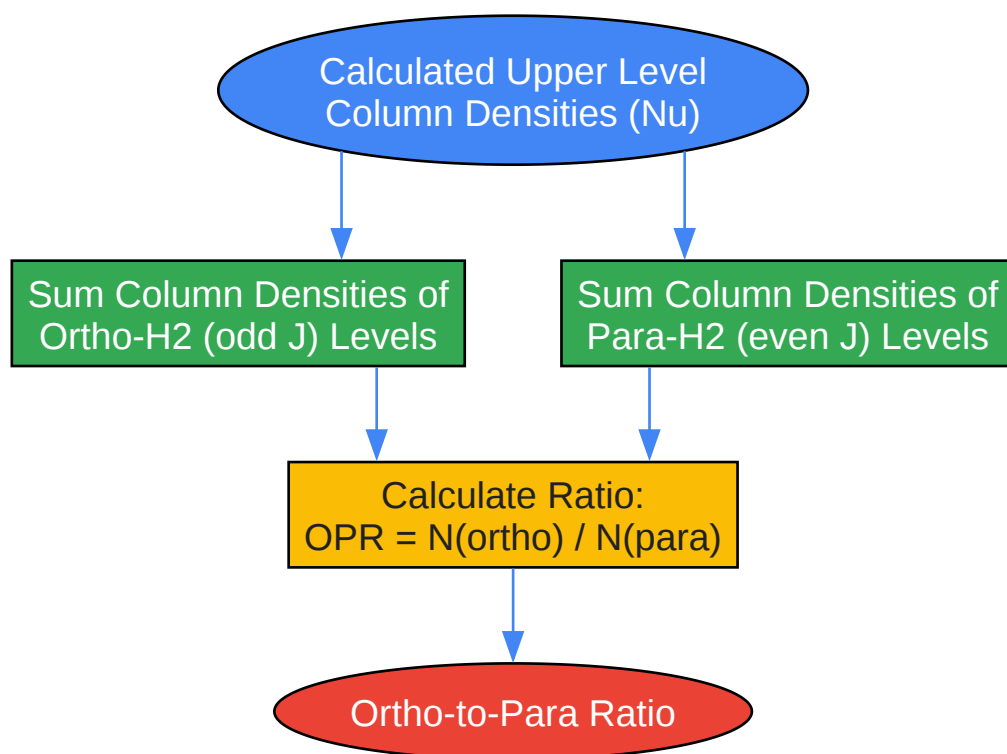 Calculated Upper Level
Column Densities (Nu)
Sum Column Densities of
Ortho-H2 (odd J) Levels
Sum Column Densities of
Para-H2 (even J) Levels
Calculate Ratio:
OPR = N(ortho) / N(para)
Ortho-to-Para Ratio